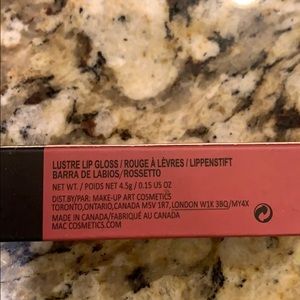 LUSTRE LIP GLOSS / ROUGE À LÈVRES / LIPPENSTIFT
BARRA DE LABIOS/ROSSETTO
NET WT. / POIDS NET 4.5g / 0.15 US OZ
DIST.BY/PAR: MAKE-UP ART COSMETICS
TORONTO,ONTARIO,CANADA M5V 1R7, LONDON W1K 3BQ/MY4X
MADE IN CANADA/FABRIQUÉ AU CANADA
MAC COSMETICS.COM